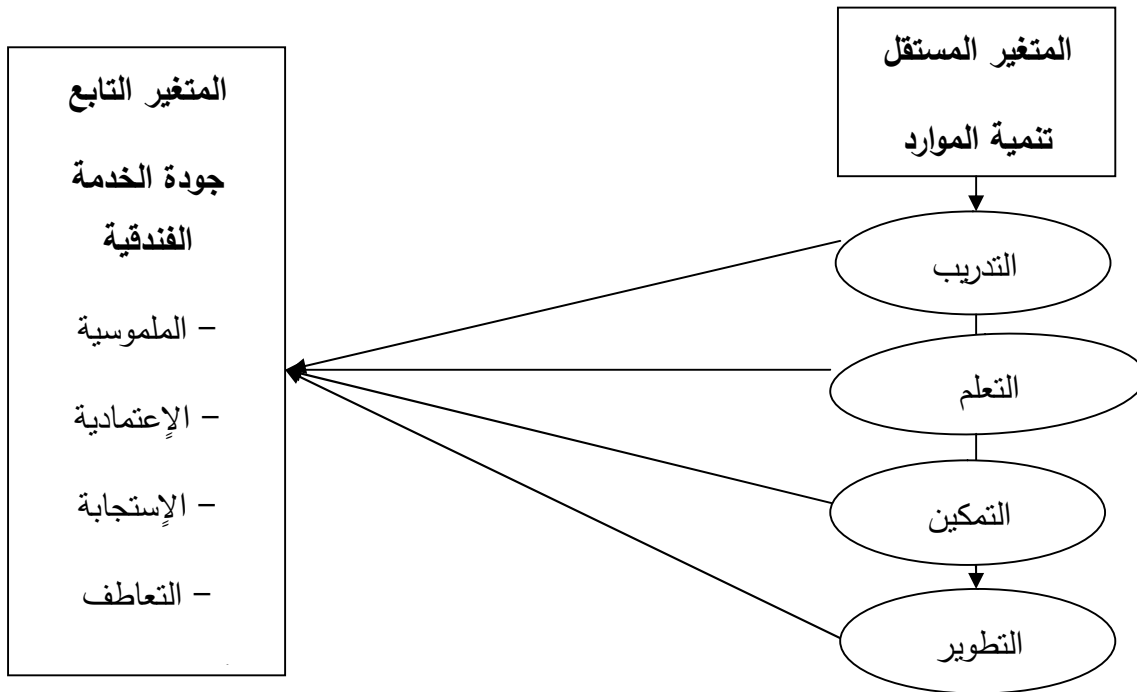 المتغير المستقل
تنمية الموارد
التدريب
التعلم
التمكين
التطوير
المتغير التابع
جودة الخدمة
الفندقية
– الملموسية
– الإعتمادية
– الإستجابة
– التعاطف